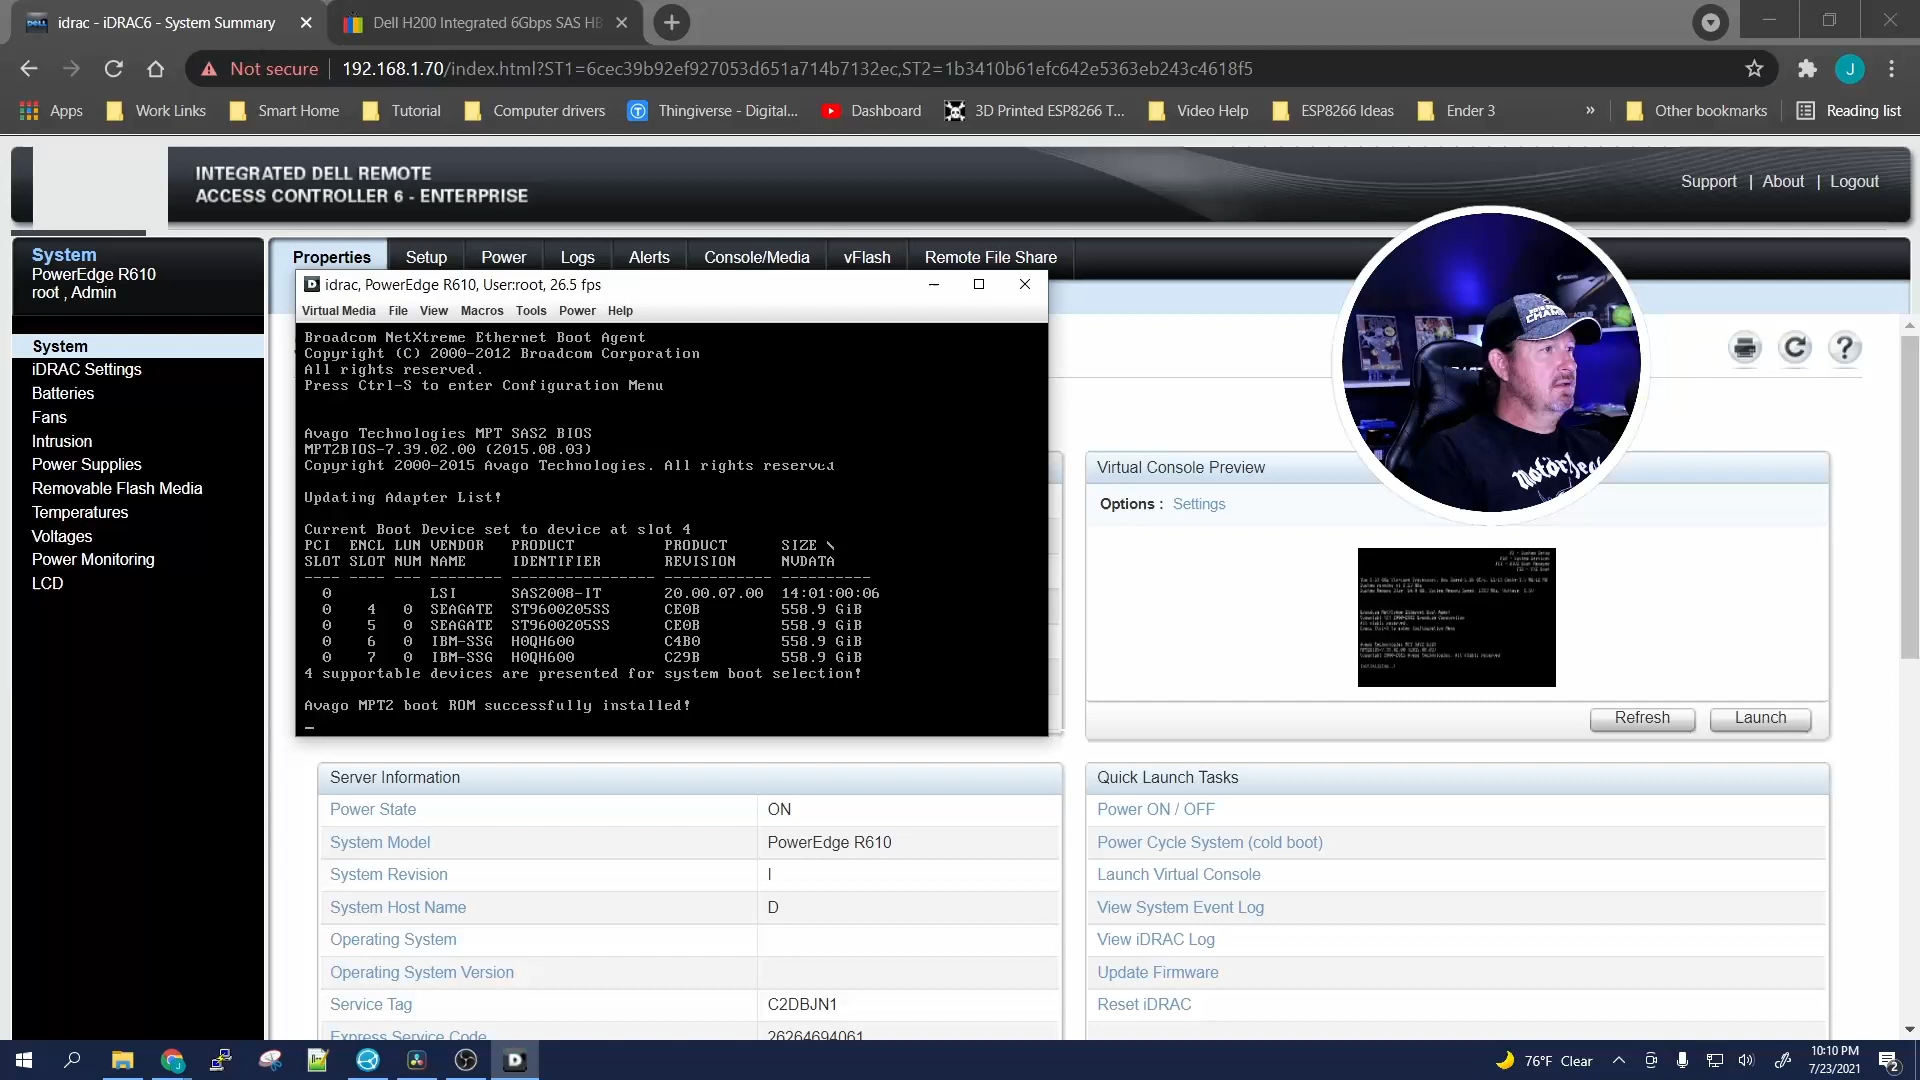 idrac - iDRAC6 - System Summary
Dell H200 Integrated 6Gbps SAS HB
Not secure
192.168.1.70/index.html?ST1=6cec39b92ef927053d651a714b7132ec,ST2=1b3410b61efc642e5363eb243c4618f5
J
Apps
Work Links
Smart Home
Tutorial
Computer drivers
Thingiverse - Digital...
Dashboard
3D Printed ESP8266 T...
Video Help
ESP8266 Ideas
Ender 3
»
Other bookmarks
Reading list
INTEGRATED DELL REMOTE
ACCESS CONTROLLER 6 - ENTERPRISE
Support | About | Logout
System
PowerEdge R610
root , Admin
Properties
Setup
Power
Logs
Alerts
Console/Media
vFlash
Remote File Share
System
iDRAC Settings
Batteries
Fans
Intrusion
Power Supplies
Removable Flash Media
Temperatures
Voltages
Power Monitoring
LCD
idrac, PowerEdge R610, User:root, 26.5 fps
Virtual Media File View Macros Tools Power Help
Broadcom NetXtreme Ethernet Boot Agent
Copyright (C) 2000-2012 Broadcom Corporation
All rights reserved.
Press Ctrl-S to enter Configuration Menu
Avago Technologies MPT SAS2 BIOS
MPT2BIOS-7.39.02.00 (2015.08.03)
Copyright 2000-2015 Avago Technologies. All rights reserved
Updating Adapter List!
Current Boot Device set to device at slot 4
PCI ENCL LUN VENDOR PRODUCT PRODUCT SIZE \
SLOT SLOT NUM NAME IDENTIFIER REVISION NVDATA
---- ---- --- -------- ---------------- ------------ ----------
0 LSI SAS2008-IT 20.00.07.00 14:01:00:06
0 4 0 SEAGATE ST9600205SS CE0B 558.9 GiB
0 5 0 SEAGATE ST9600205SS CE0B 558.9 GiB
0 6 0 IBM-SSG H0QH600 C4B0 558.9 GiB
0 7 0 IBM-SSG H0QH600 C29B 558.9 GiB
4 supportable devices are presented for system boot selection!
Avago MPT2 boot ROM successfully installed!
_
Virtual Console Preview
Options : Settings
Refresh
Launch
Server Information
Power State ON
System Model PowerEdge R610
System Revision I
System Host Name D
Operating System
Operating System Version
Service Tag C2DBJN1
Express Service Code 26264694061
Quick Launch Tasks
Power ON / OFF
Power Cycle System (cold boot)
Launch Virtual Console
View System Event Log
View iDRAC Log
Update Firmware
Reset iDRAC
76°F Clear
10:10 PM
7/23/2021
2